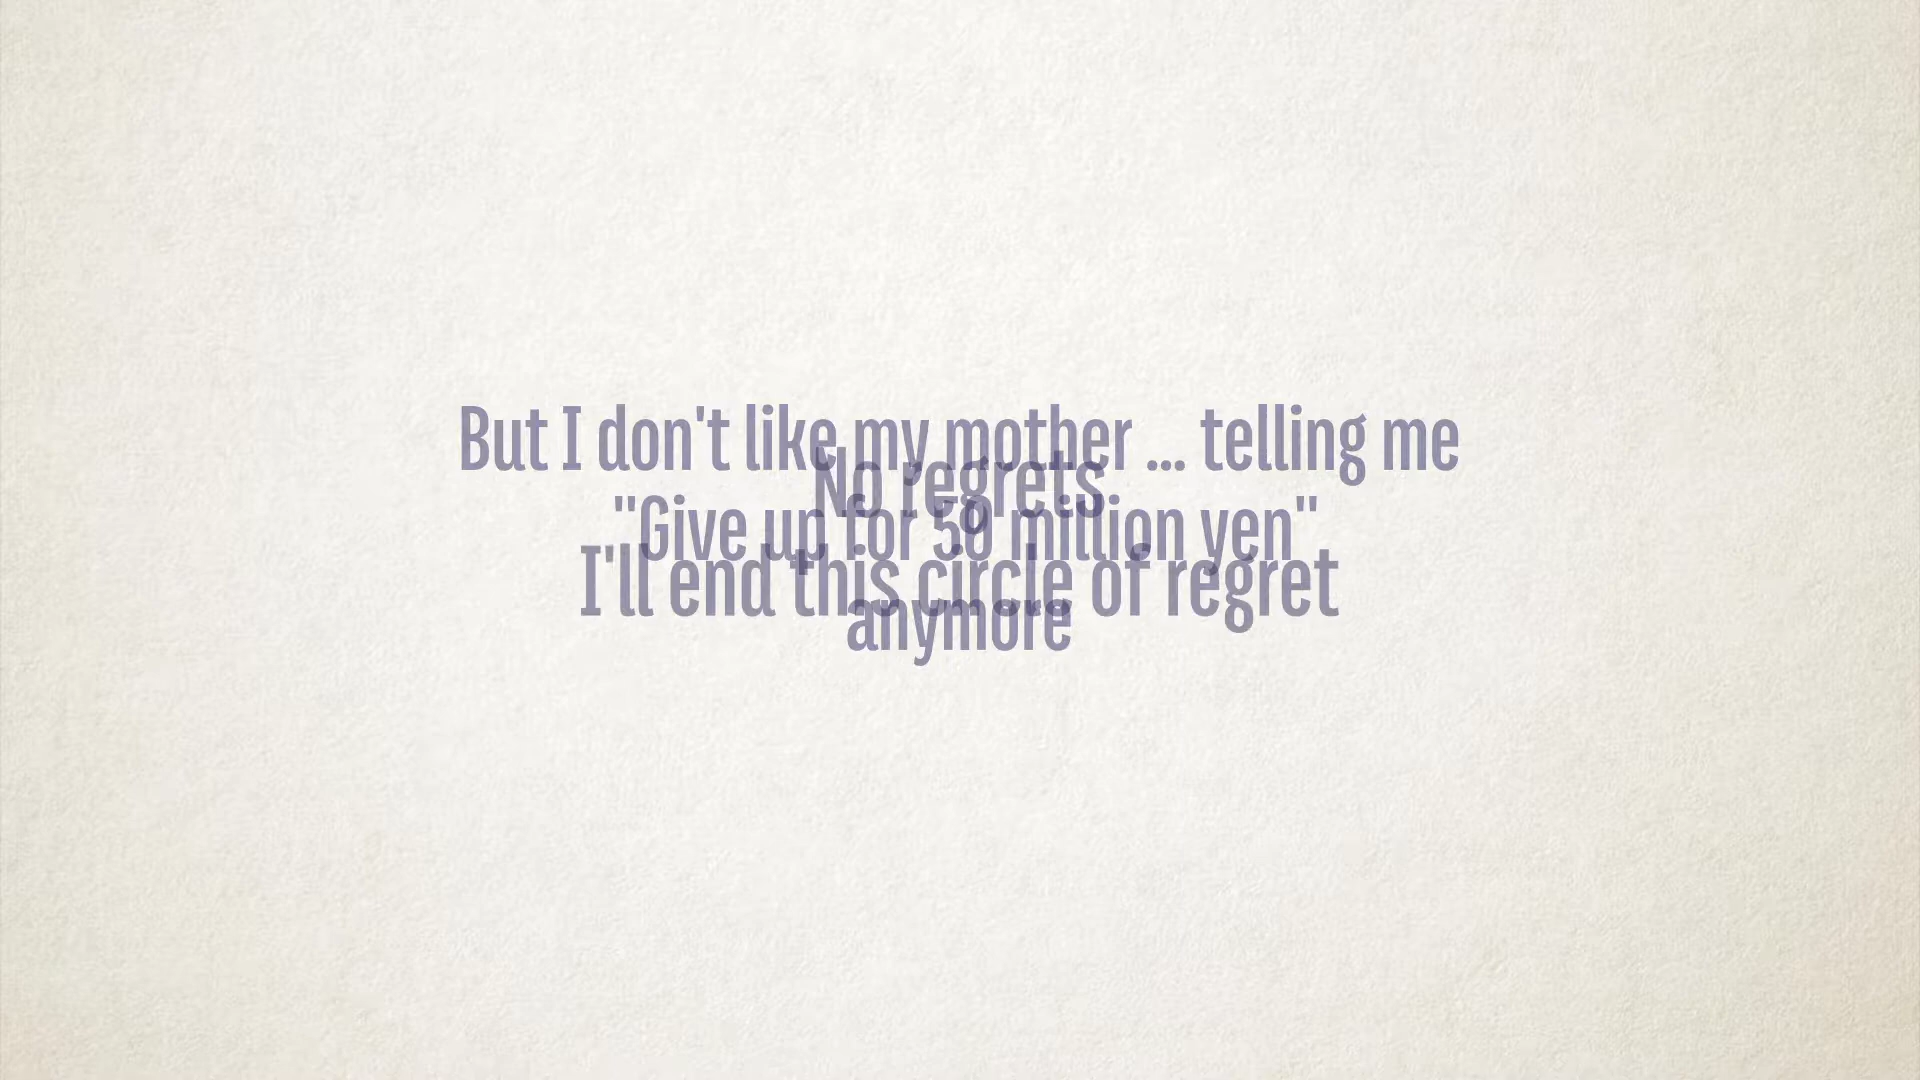 But I don't like my mother ... telling me
No regrets
"Give up for 50 million yen"
I'll end this circle of regret
anymore